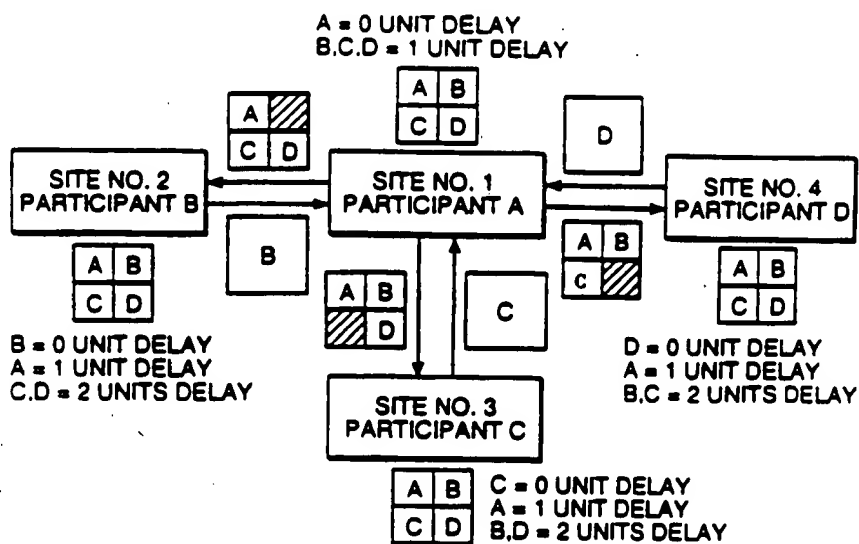 A = 0 UNIT DELAY
B,C,D = 1 UNIT DELAY
A
C D
A B
C D
D
SITE NO. 2
PARTICIPANT B
SITE NO. 1
PARTICIPANT A
SITE NO. 4
PARTICIPANT D
A B
C D
B
A B
D
C
A B
C
A B
C D
B = 0 UNIT DELAY
A = 1 UNIT DELAY
C,D = 2 UNITS DELAY
D = 0 UNIT DELAY
A = 1 UNIT DELAY
B,C = 2 UNITS DELAY
SITE NO. 3
PARTICIPANT C
A B
C D
C = 0 UNIT DELAY
A = 1 UNIT DELAY
B,D = 2 UNITS DELAY